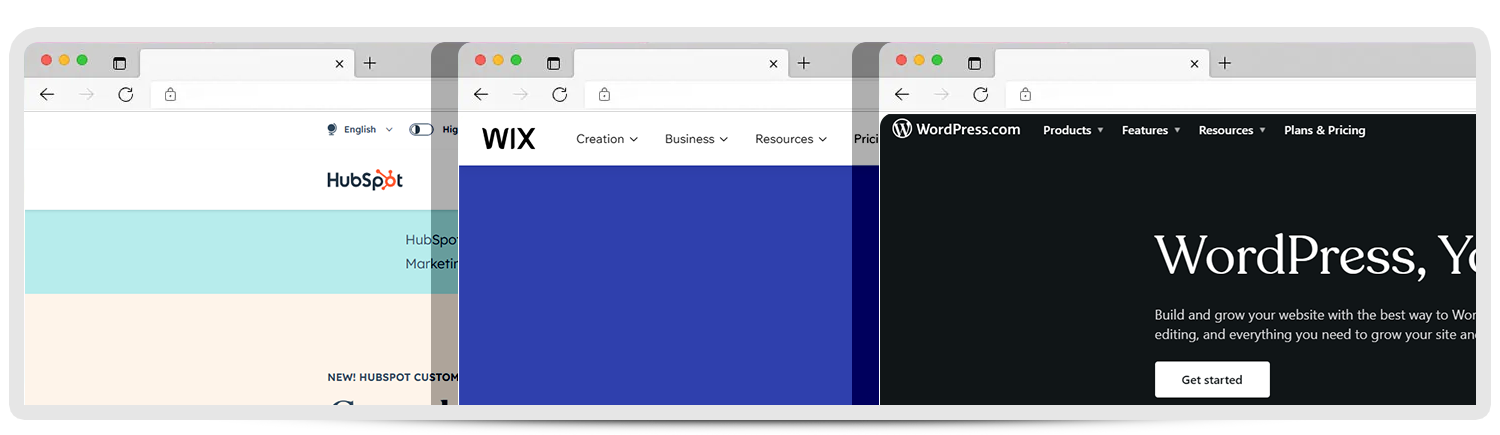 English
Hig
HubSpot
HubSpo
Marketin
NEW! HUBSPOT CUSTOM
WIX
Creation Business Resources Prici
WordPress.com Products Features Resources Plans & Pricing
WordPress, Yo
Build and grow your website with the best way to Wor
editing, and everything you need to grow your site an
Get started